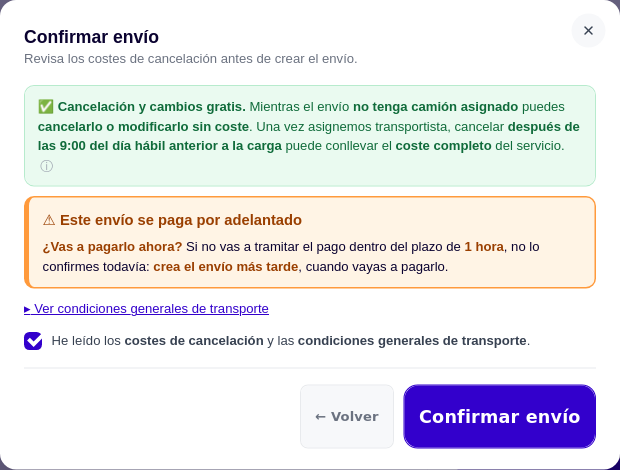 Confirmar envío
✕
Revisa los costes de cancelación antes de crear el envío.
✅ Cancelación y cambios gratis. Mientras el envío no tenga camión asignado puedes
cancelarlo o modificarlo sin coste. Una vez asignemos transportista, cancelar después de
las 9:00 del día hábil anterior a la carga puede conllevar el coste completo del servicio.
ⓘ
⚠ Este envío se paga por adelantado
¿Vas a pagarlo ahora? Si no vas a tramitar el pago dentro del plazo de 1 hora, no lo
confirmes todavía: crea el envío más tarde, cuando vayas a pagarlo.
▸ Ver condiciones generales de transporte
He leído los costes de cancelación y las condiciones generales de transporte.
← Volver
Confirmar envío